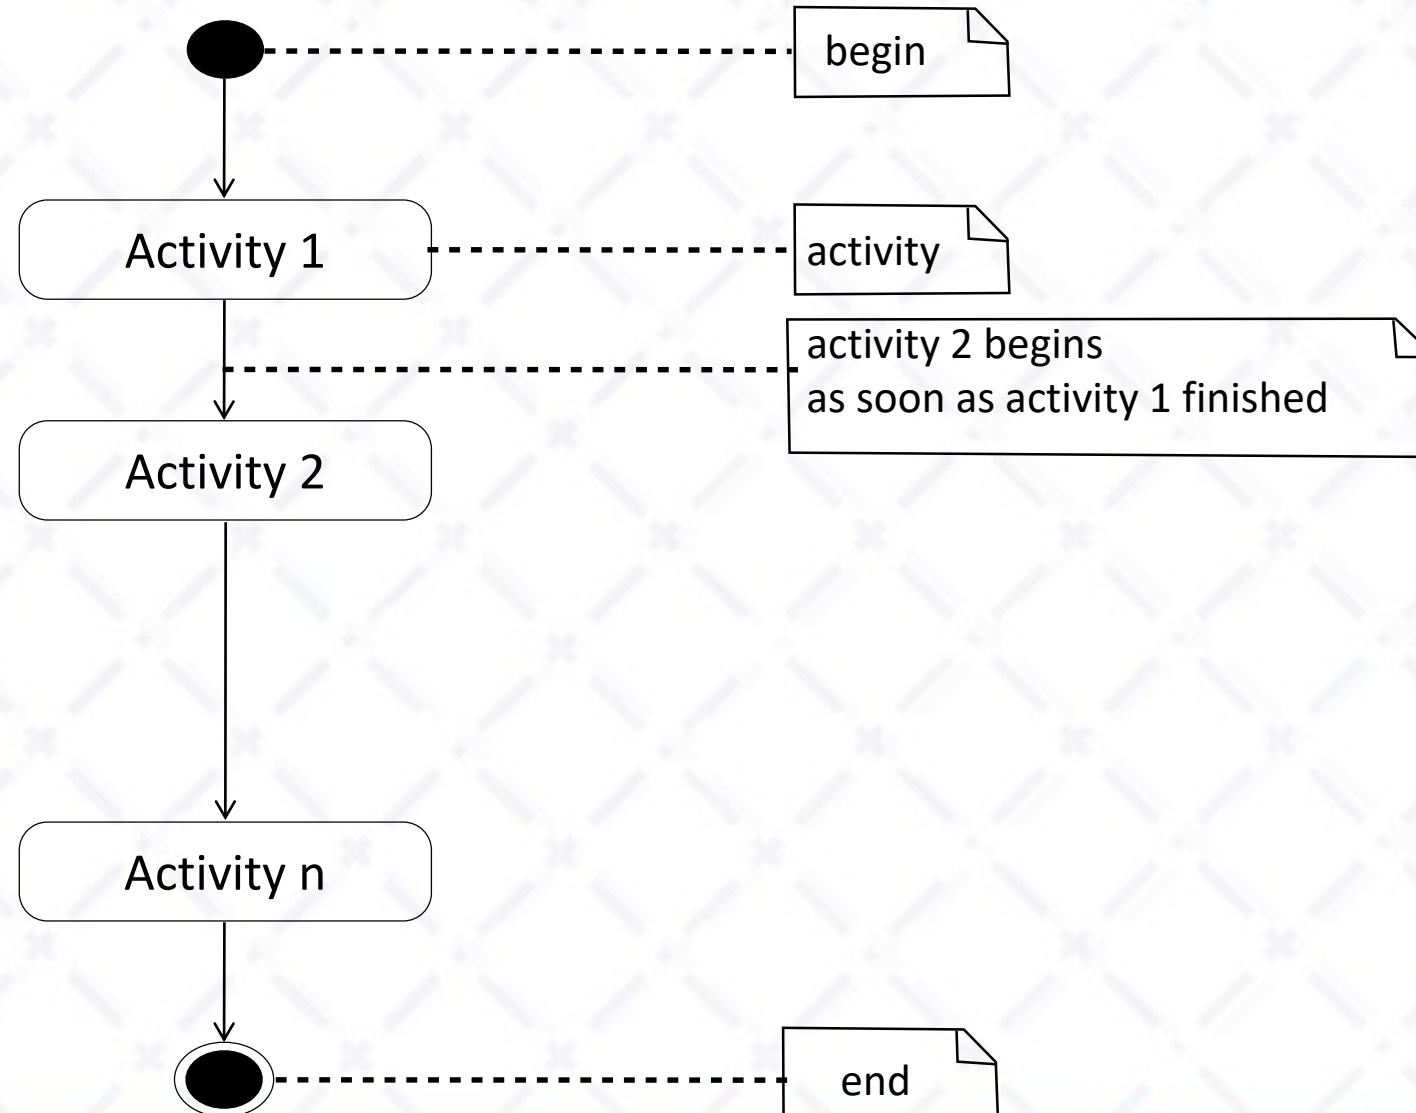 begin
Activity 1
activity
activity 2 begins
as soon as activity 1 finished
Activity 2
Activity n
end